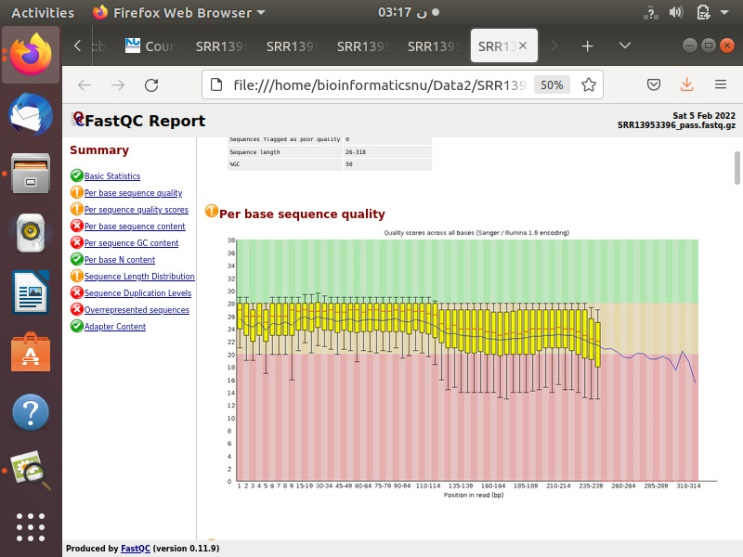 Activities
Firefox Web Browser
03:17 ن
Cour
SRR139
SRR139
SRR139
SRR139
SRR13
file:///home/bioinformaticsnu/Data2/SRR139
50%
FastQC Report
Sat 5 Feb 2022
SRR13953396_pass.fastq.gz
Summary
Basic Statistics
Per base sequence quality
Per sequence quality scores
Per base sequence content
Per sequence GC content
Per base N content
Sequence Length Distribution
Sequence Duplication Levels
Overrepresented sequences
Adapter Content
Sequences flagged as poor quality 0
Sequence length 26-318
%GC 50
Per base sequence quality
Quality scores across all bases (Sanger / Illumina 1.9 encoding)
38
36
34
32
30
28
26
24
22
20
18
16
14
12
10
8
6
4
2
0
1 2 3 4 5 6 7 8 9 15-19 30-34 45-49 60-64 75-79 90-94 110-114 135-139 160-164 185-189 210-214 235-239 260-264 285-289 310-314
Position in read (bp)
Produced by FastQC (version 0.11.9)